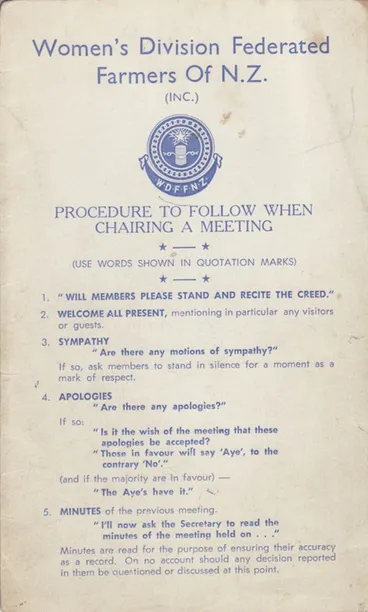 Women's Division Federated
Farmers Of N.Z.
(INC.)
W.D.F.F.N.Z.
PROCEDURE TO FOLLOW WHEN
CHAIRING A MEETING
★ — ★
(USE WORDS SHOWN IN QUOTATION MARKS)
★ — ★
1. "WILL MEMBERS PLEASE STAND AND RECITE THE CREED."
2. WELCOME ALL PRESENT, mentioning in particular any visitors
or guests.
3. SYMPATHY
"Are there any motions of sympathy?"
If so, ask members to stand in silence for a moment as a
mark of respect.
4. APOLOGIES
"Are there any apologies?"
If so:
"Is it the wish of the meeting that these
apologies be accepted?
"Those in favour will say 'Aye', to the
contrary 'No'."
(and if the majority are in favour) —
"The Aye's have it."
5. MINUTES of the previous meeting.
"I'll now ask the Secretary to read the
minutes of the meeting held on . . ."
Minutes are read for the purpose of ensuring their accuracy
as a record. On no account should any decision reported
in them be questioned or discussed at this point.